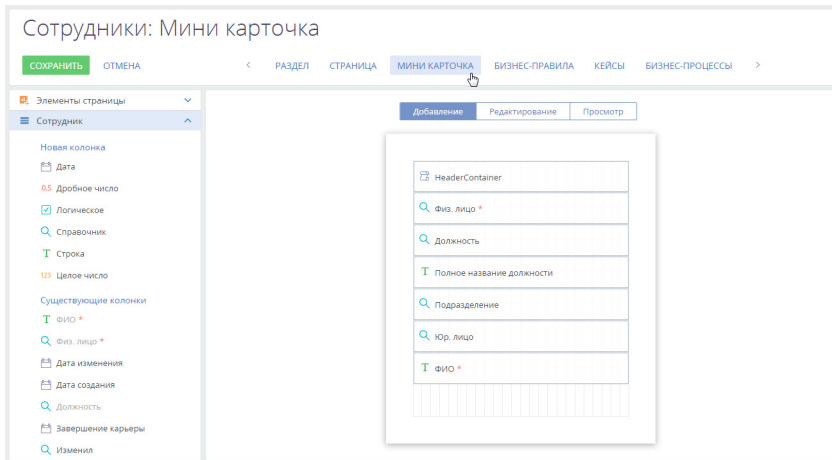 Сотрудники: Мини карточка
СОХРАНИТЬ ОТМЕНА РАЗДЕЛ СТРАНИЦА МИНИ КАРТОЧКА БИЗНЕС-ПРАВИЛА КЕЙСЫ БИЗНЕС-ПРОЦЕССЫ
Элементы страницы
Сотрудник
Новая колонка
Дата
0,5 Дробное число
Логическое
Справочник
T Строка
123 Целое число
Существующие колонки
T ФИО *
Физ. лицо *
Дата изменения
Дата создания
Должность
Завершение карьеры
Изменил
Добавление Редактирование Просмотр
HeaderContainer
Физ. лицо *
Должность
T Полное название должности
Подразделение
Юр. лицо
T ФИО *